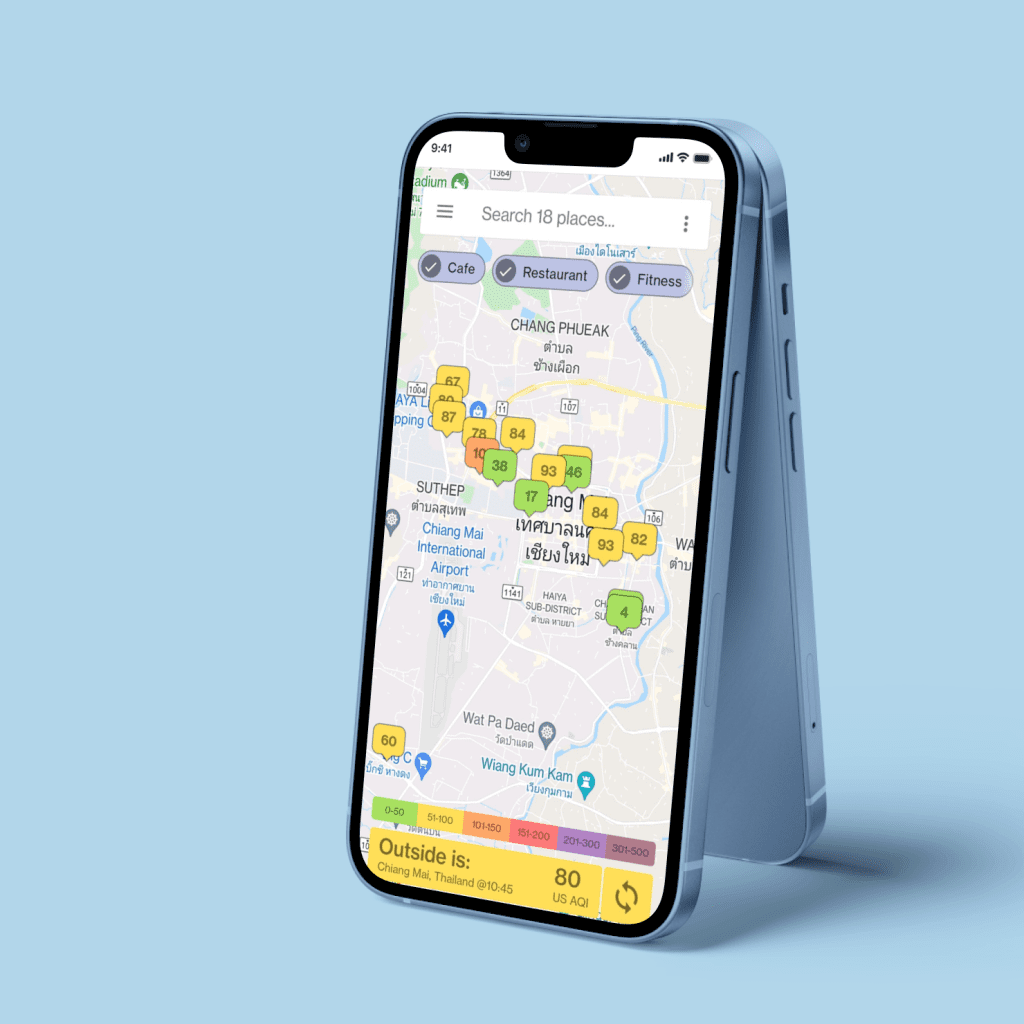 9:41
1364
adium
Search 18 places...
เมืองโดโนเสาร์
Cafe
Restaurant
Fitness
CHANG PHUEAK
ตำบล
ช้างเผือก
Ping River
67
1004
80
AYA L
11
107
87
pping C
78
84
10
38
93
46
17
ang M
SUTHEP
ตำบลสุเทพ
84
106
เทศบาลน
Chiang Mai
International
Airport
ท่าอากาศยาน
เชียงใหม่
เชียงใหม่
93
82
WA
ตำบ
121
1141
HAIYA
SUB-DISTRICT
ตำบล หายยา
CH
AN
SU
CT
4
ตำบล
ช้างคลาน
Wat Pa Daed
วัดป่าแดด
60
g C
บิ๊กซี หางดง
Wiang Kum Kam
เวียงกุมกาม
0-50
51-100
101-150
151-200
201-300
301-500
Outside is:
Chiang Mai, Thailand @10:45
80
US AQI